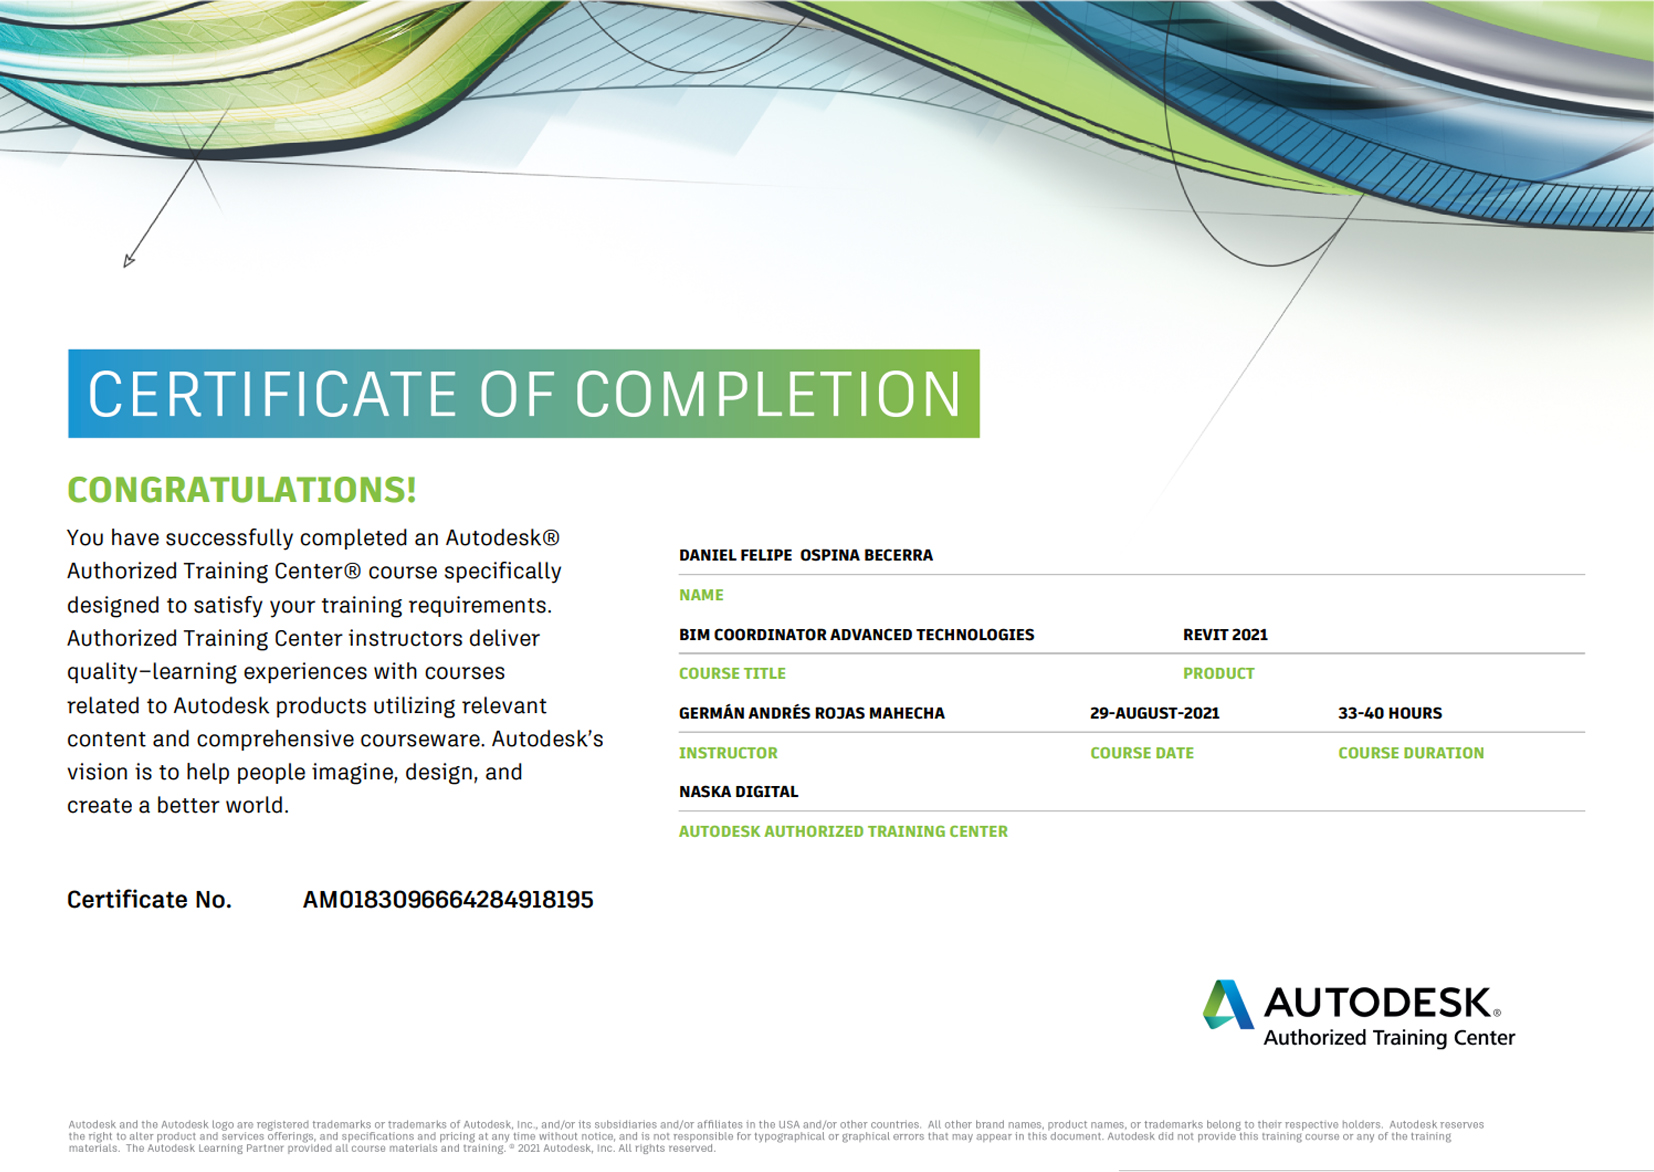 CERTIFICATE OF COMPLETION
CONGRATULATIONS!
You have successfully completed an Autodesk®
Authorized Training Center® course specifically
designed to satisfy your training requirements.
Authorized Training Center instructors deliver
quality–learning experiences with courses
related to Autodesk products utilizing relevant
content and comprehensive courseware. Autodesk’s
vision is to help people imagine, design, and
create a better world.
Certificate No. AM0183096664284918195
DANIEL FELIPE  OSPINA BECERRA
NAME
BIM COORDINATOR ADVANCED TECHNOLOGIES REVIT 2021
COURSE TITLE PRODUCT
GERMÁN ANDRÉS ROJAS MAHECHA 29-AUGUST-2021 33-40 HOURS
INSTRUCTOR COURSE DATE COURSE DURATION
NASKA DIGITAL
AUTODESK AUTHORIZED TRAINING CENTER
AUTODESK®
Authorized Training Center
Autodesk and the Autodesk logo are registered trademarks or trademarks of Autodesk, Inc., and/or its subsidiaries and/or affiliates in the USA and/or other countries.  All other brand names, product names, or trademarks belong to their respective holders.  Autodesk reserves
the right to alter product and services offerings, and specifications and pricing at any time without notice, and is not responsible for typographical or graphical errors that may appear in this document. Autodesk did not provide this training course or any of the training
materials.  The Autodesk Learning Partner provided all course materials and training. © 2021 Autodesk, Inc. All rights reserved.